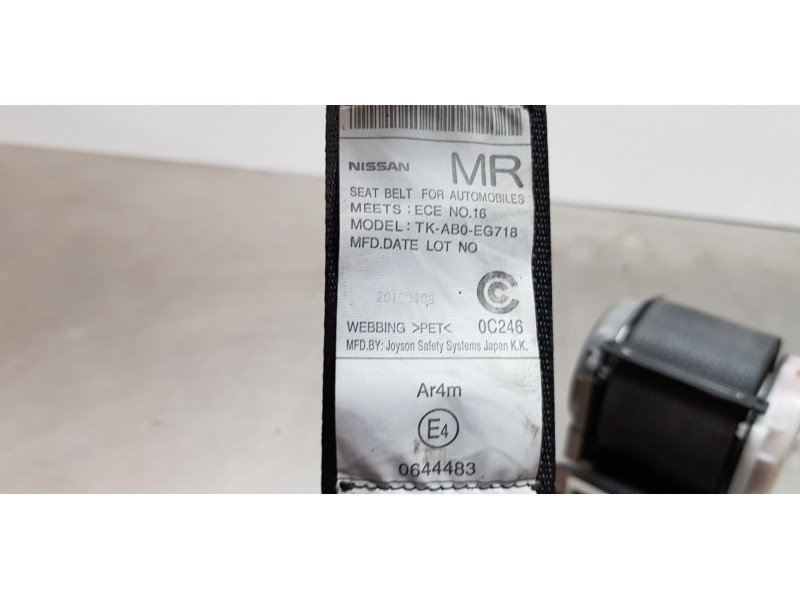 NISSAN MR
SEAT BELT FOR AUTOMOBILES
MEETS : ECE NO.16
MODEL: TK-AB0-EG718
MFD.DATE LOT NO
WEBBING >PET< 0C246
MFD.BY: Joyson Safety Systems Japan K.K.
Ar4m
E4
0644483